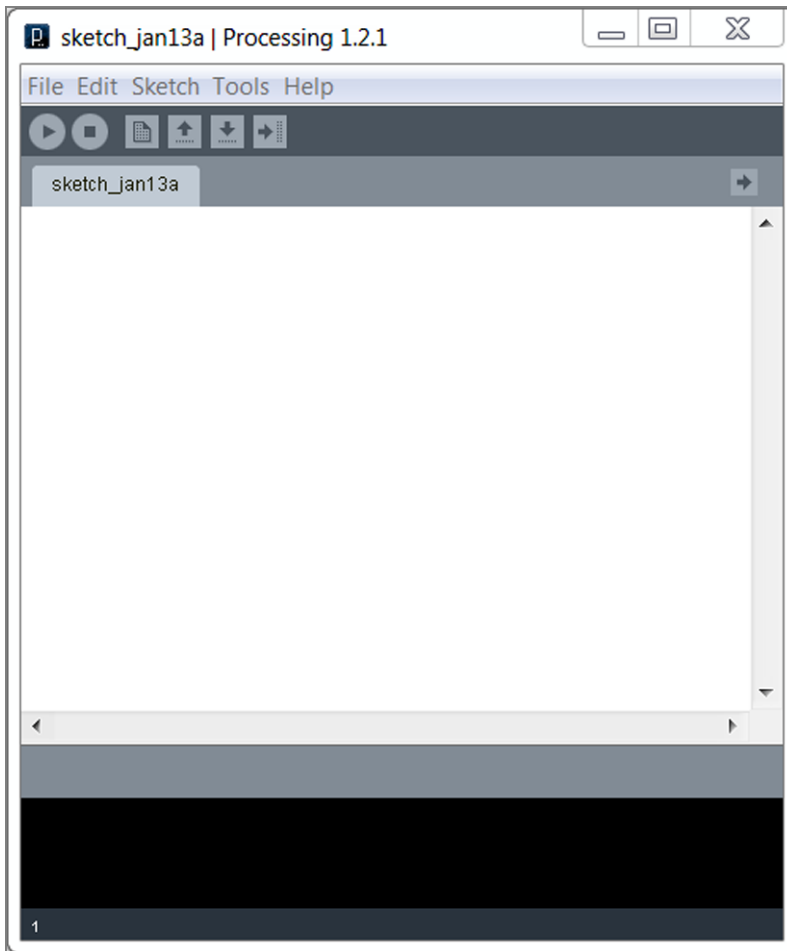 sketch_jan13a | Processing 1.2.1
File Edit Sketch Tools Help
sketch_jan13a
1